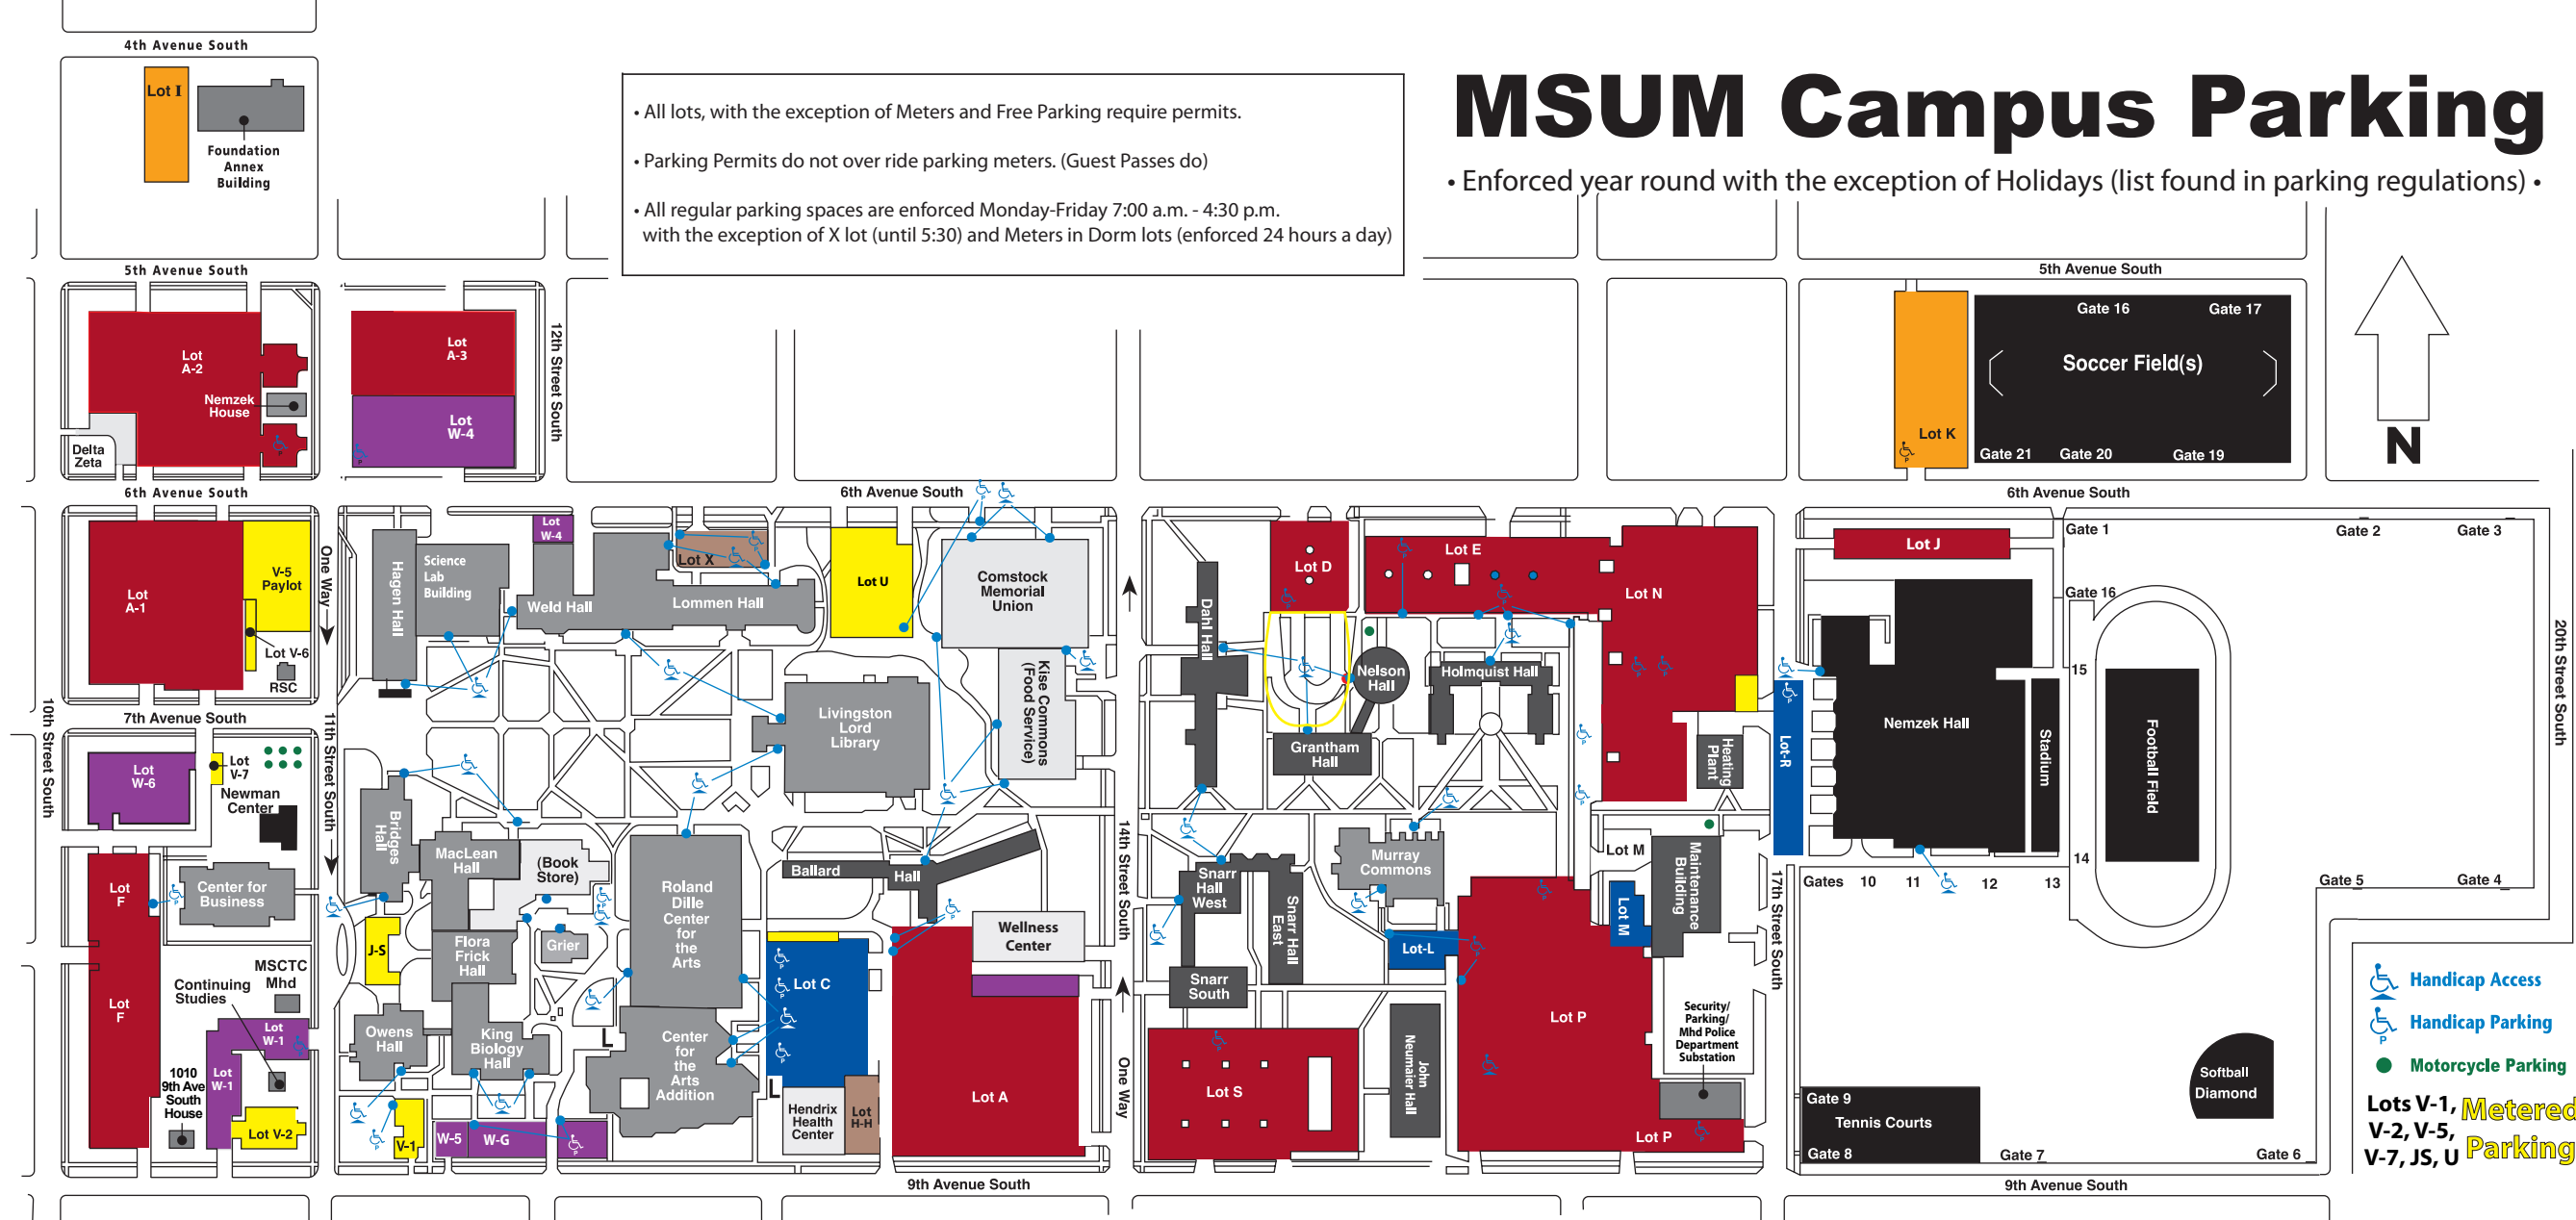 4th Avenue South
Lot I
Foundation
Annex
Building
• All lots, with the exception of Meters and Free Parking require permits.
• Parking Permits do not over ride parking meters. (Guest Passes do)
• All regular parking spaces are enforced Monday-Friday 7:00 a.m. - 4:30 p.m.
with the exception of X lot (until 5:30) and Meters in Dorm lots (enforced 24 hours a day)
MSUM Campus Parking
• Enforced year round with the exception of Holidays (list found in parking regulations) •
5th Avenue South
5th Avenue South
Lot
A-2
Nemzek
House
Delta
Zeta
Lot
A-3
Lot
W-4
12th Street South
Lot K
Gate 16
Gate 17
Soccer Field(s)
Gate 21
Gate 20
Gate 19
N
6th Avenue South
6th Avenue South
6th Avenue South
Lot
A-1
V-5
Paylot
Lot V-6
RSC
One Way
Hagen Hall
Science
Lab
Building
Lot
W-4
Weld Hall
Lot X
Lommen Hall
Lot U
Comstock
Memorial
Union
Kise Commons
(Food Service)
Livingston
Lord
Library
Dahl Hall
Lot D
Lot E
Lot N
Nelson
Hall
Holmquist Hall
Grantham
Hall
Heating
Plant
Lot-R
Lot J
Nemzek Hall
Stadium
Football Field
Gate 1
Gate 2
Gate 3
Gate 16
15
14
20th Street South
10th Street South
7th Avenue South
11th Street South
Lot
W-6
Lot
V-7
Newman
Center
Lot
F
Center for
Business
Lot
F
MSCTC
Mhd
Continuing
Studies
Lot
W-1
Lot
W-1
1010
9th Ave
South
House
Lot V-2
Bridges
Hall
MacLean
Hall
(Book
Store)
J-S
Flora
Frick
Hall
Grier
Owens
Hall
King
Biology
Hall
V-1
W-5
W-G
Roland
Dille
Center
for
the
Arts
L
Center
for
the
Arts
Addition
Ballard
Hall
Lot C
L
Hendrix
Health
Center
Lot
H-H
Wellness
Center
Lot A
14th Street South
One Way
Snarr
Hall
West
Snarr Hall
East
Snarr
South
Lot S
Murray
Commons
Lot-L
John
Neumaier Hall
Lot P
Lot P
Lot M
Lot M
Maintenance
Building
Security/
Parking/
Mhd Police
Department
Substation
17th Street South
Gates
10
11
12
13
Gate 5
Gate 4
Gate 9
Tennis Courts
Gate 8
Gate 7
Gate 6
Softball
Diamond
9th Avenue South
9th Avenue South
Handicap Access
P
Handicap Parking
Motorcycle Parking
Lots V-1, Metered
V-2, V-5, Parking
V-7, JS, U